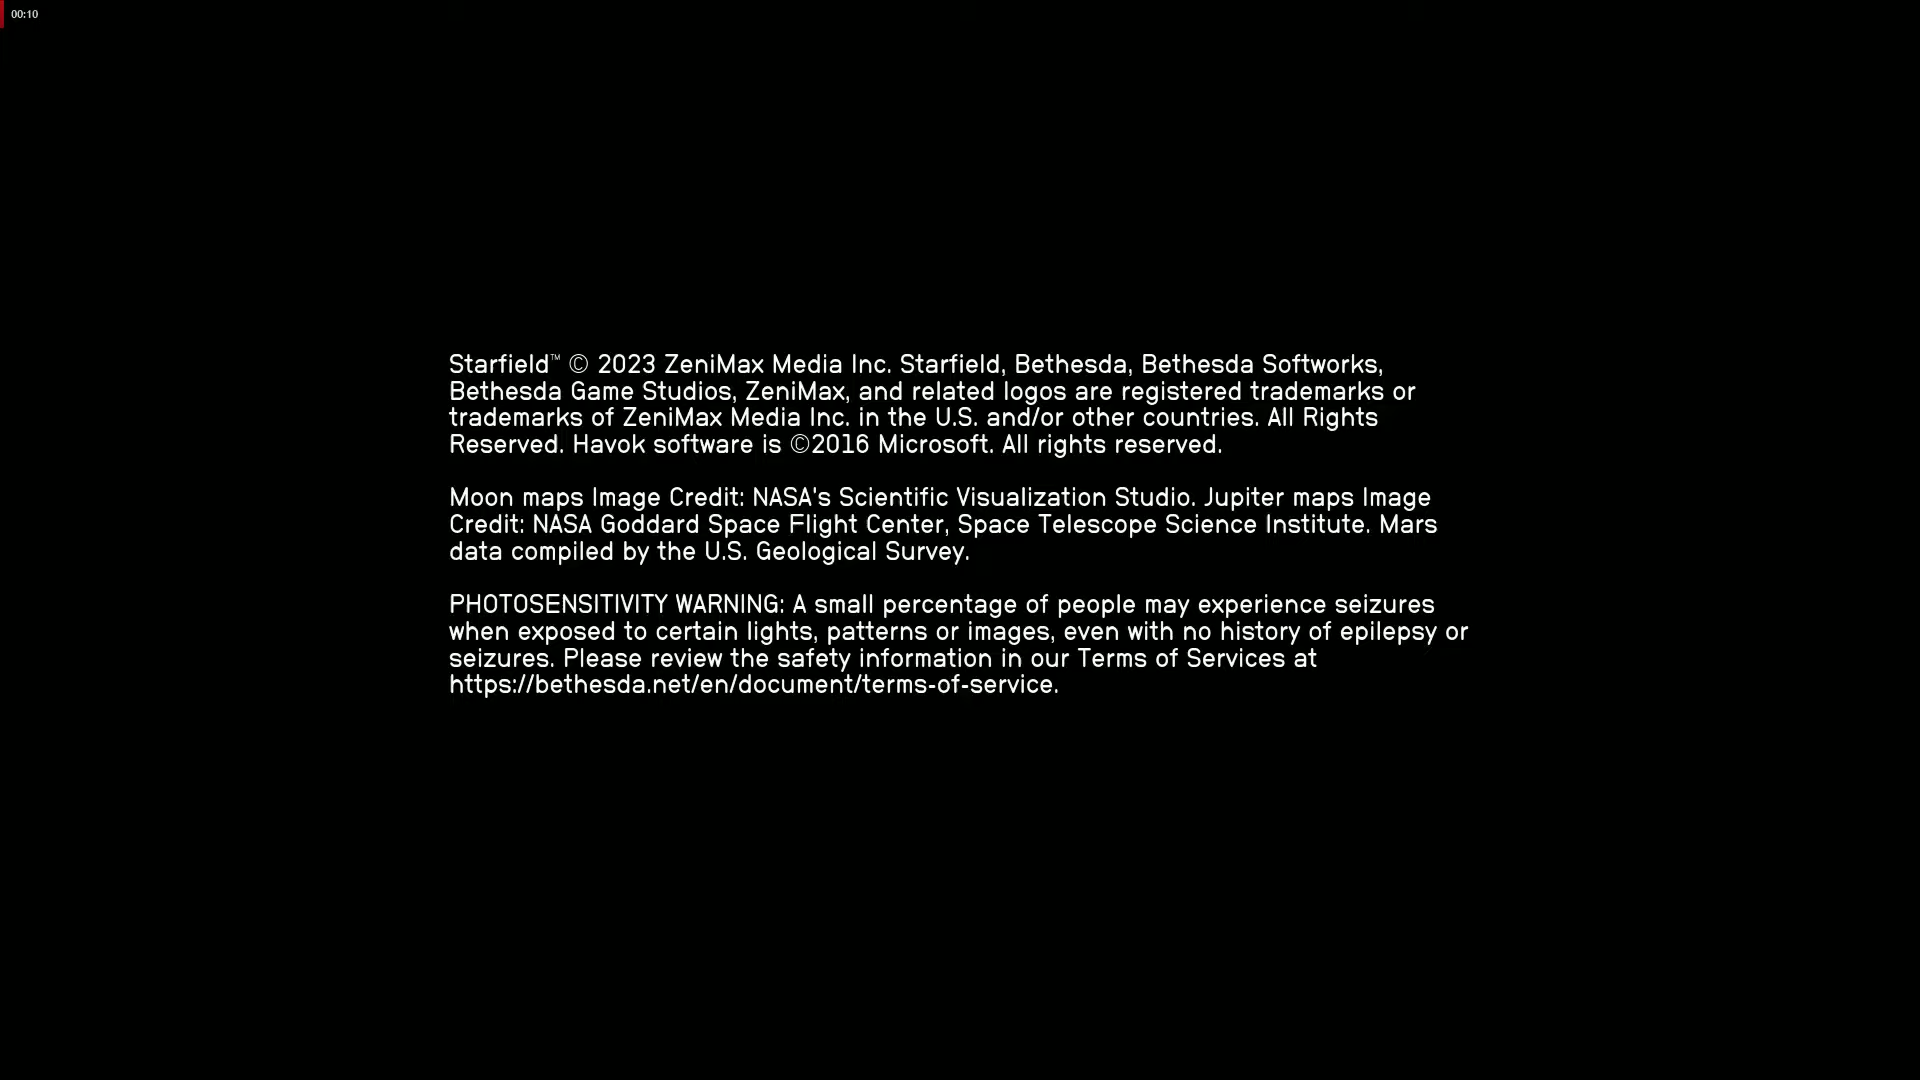 00:10
Starfield™ © 2023 ZeniMax Media Inc. Starfield, Bethesda, Bethesda Softworks,
Bethesda Game Studios, ZeniMax, and related logos are registered trademarks or
trademarks of ZeniMax Media Inc. in the U.S. and/or other countries. All Rights
Reserved. Havok software is ©2016 Microsoft. All rights reserved.
Moon maps Image Credit: NASA's Scientific Visualization Studio. Jupiter maps Image
Credit: NASA Goddard Space Flight Center, Space Telescope Science Institute. Mars
data compiled by the U.S. Geological Survey.
PHOTOSENSITIVITY WARNING: A small percentage of people may experience seizures
when exposed to certain lights, patterns or images, even with no history of epilepsy or
seizures. Please review the safety information in our Terms of Services at
https://bethesda.net/en/document/terms-of-service.